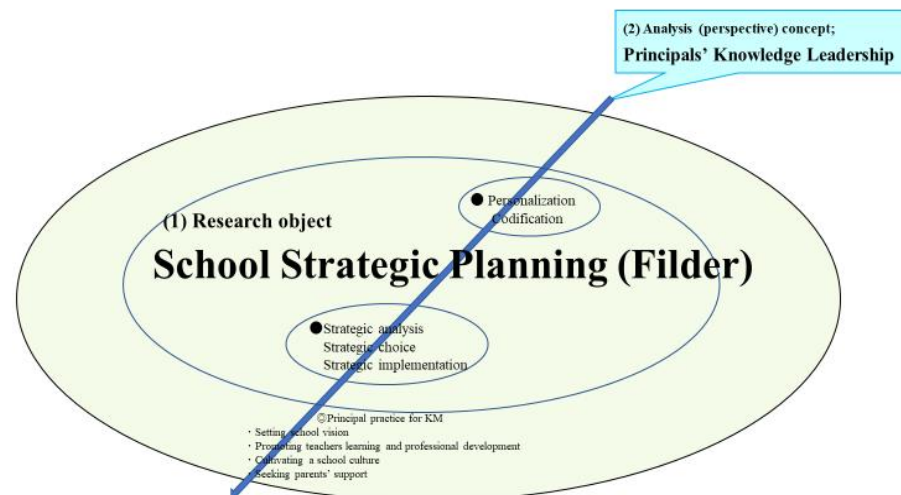 (2) Analysis (perspective) concept;
Principals' Knowledge Leadership
● Personalization
Codification
(1) Research object
School Strategic Planning (Filder)
●Strategic analysis
Strategic choice
Strategic implementation
◎Principal practice for KM
・Setting school vision
・Promoting teachers learning and professional development
・Cultivating a school culture
・Seeking parents' support